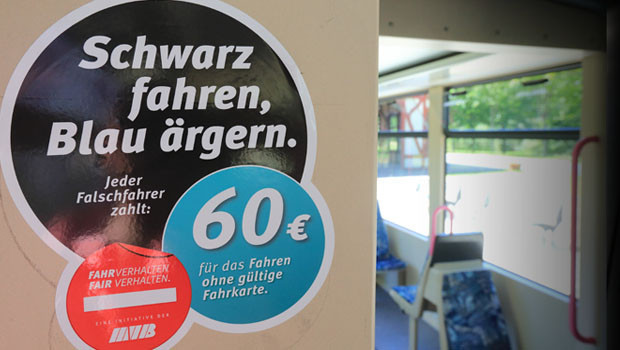 Schwarz
fahren,
Blau ärgern.
Jeder
Falschfahrer
zahlt:
60€
für das Fahren
ohne gültige
Fahrkarte.
FAHRVERHALTEN.
FAIR VERHALTEN.
EINE INITIATIVE DER
MVB